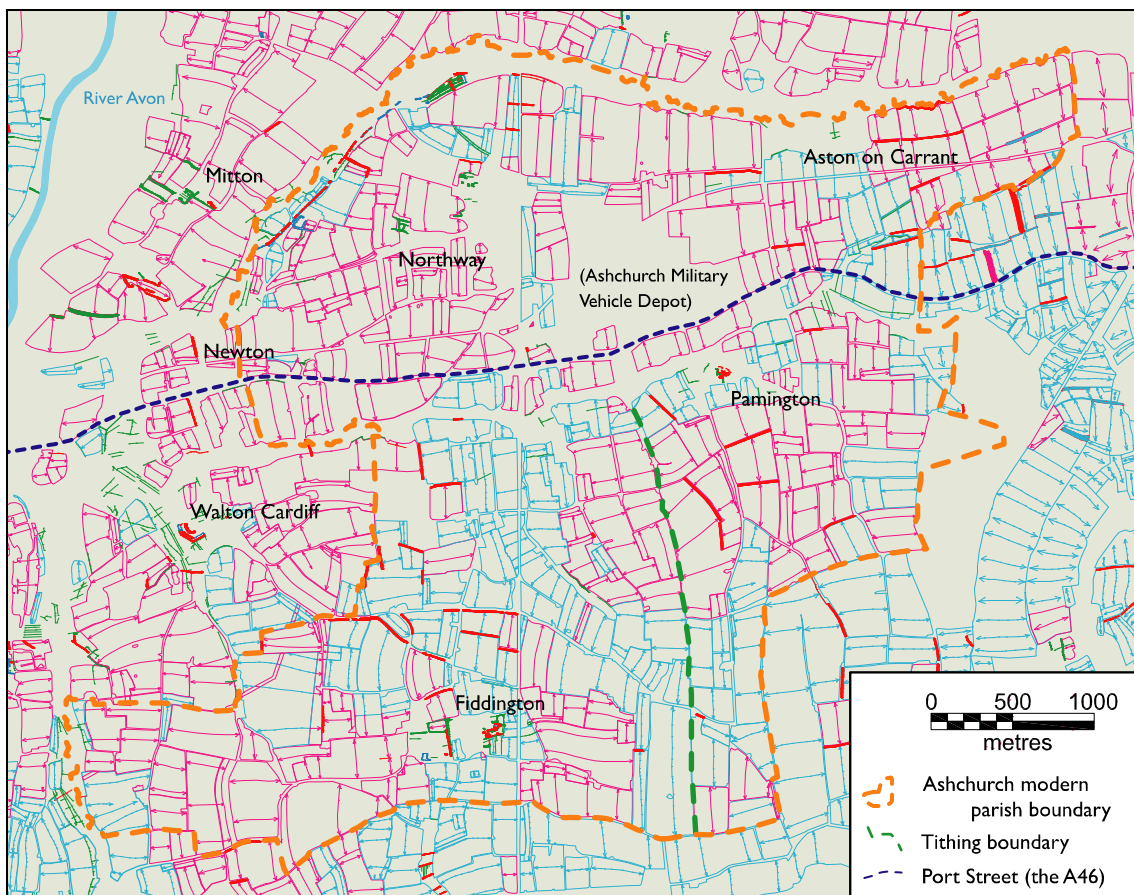 River Avon
Aston on Carrant
Mitton
Northway
(Ashchurch Military
Vehicle Depot)
Newton
Pamington
Walton Cardiff
Fiddington
0 500 1000
metres
Ashchurch modern
parish boundary
Tithing boundary
Port Street (the A46)